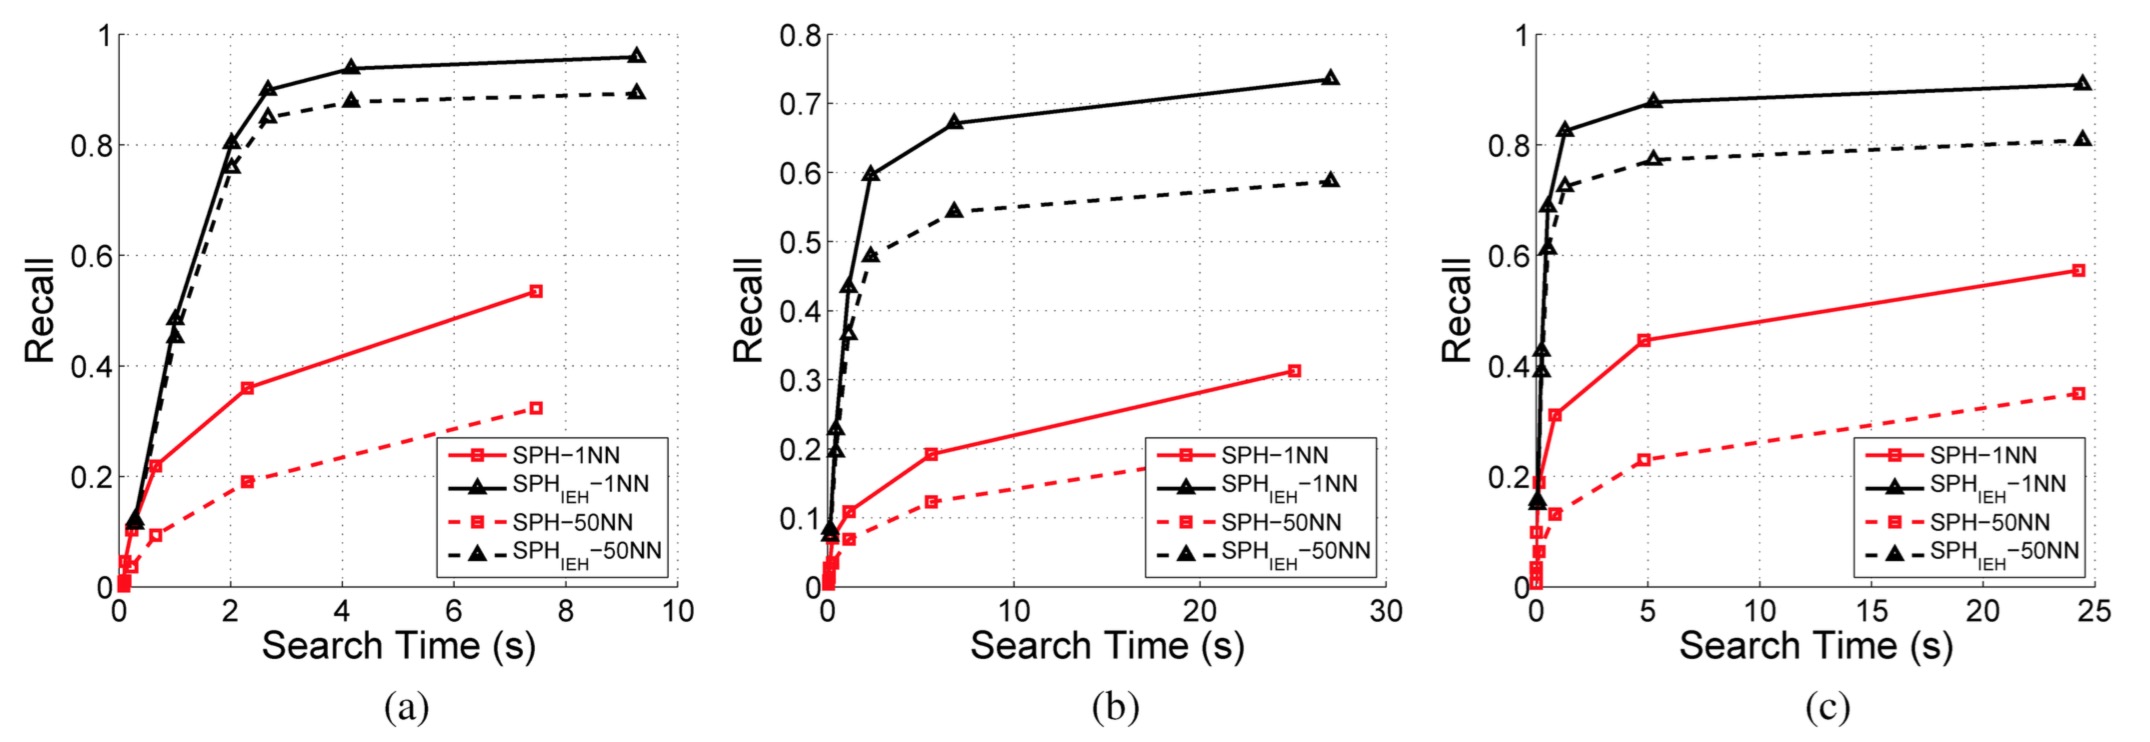 1
0.8
0.6
0.4
0.2
0
0 2 4 6 8 10
Recall
Search Time (s)
SPH−1NN
SPH_IEH−1NN
SPH−50NN
SPH_IEH−50NN
(a)
0.8
0.7
0.6
0.5
0.4
0.3
0.2
0.1
0
0 10 20 30
Recall
Search Time (s)
SPH−1NN
SPH_IEH−1NN
SPH−50NN
SPH_IEH−50NN
(b)
1
0.8
0.6
0.4
0.2
0
0 5 10 15 20 25
Recall
Search Time (s)
SPH−1NN
SPH_IEH−1NN
SPH−50NN
SPH_IEH−50NN
(c)